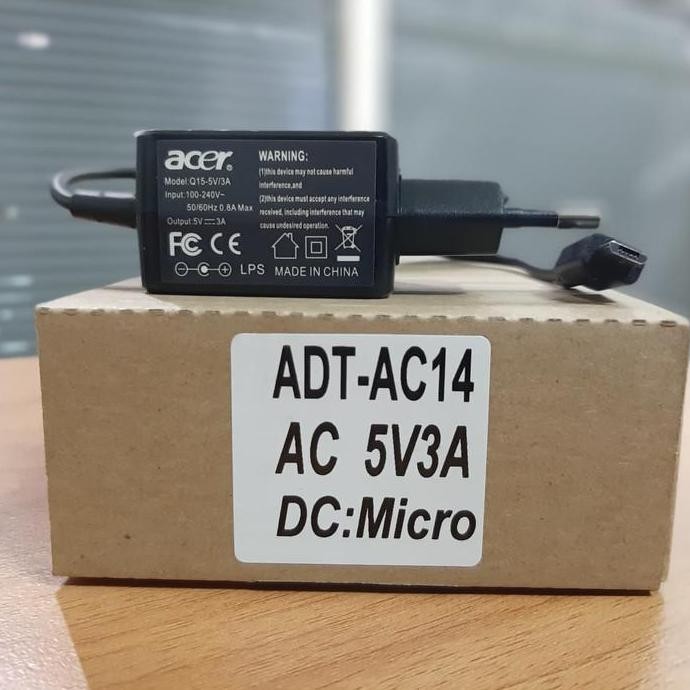 acer®
Model:Q15-5V/3A
Input:100-240V~
50/60Hz 0.8A Max
Output:5V⎓3A
FC CE
LPS
WARNING:
(1)this device may not cause harmful
interference,and
(2)this device must accept any interference
received, including interference that may
cause undesired operation.
MADE IN CHINA
ADT-AC14
AC 5V3A
DC:Micro